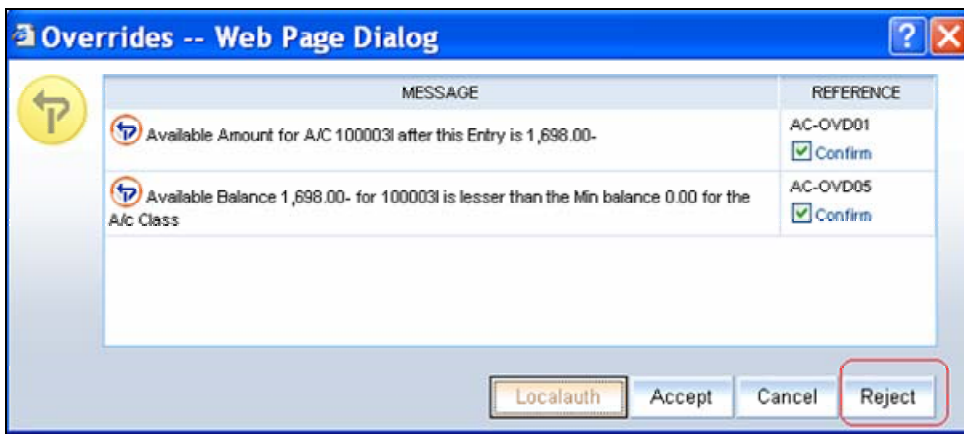 Overrides -- Web Page Dialog
MESSAGE REFERENCE
Available Amount for A/C 100003I after this Entry is 1,698.00-
AC-OVD01
Confirm
Available Balance 1,698.00- for 100003I is lesser than the Min balance 0.00 for the
A/c Class
AC-OVD05
Confirm
Localauth Accept Cancel Reject